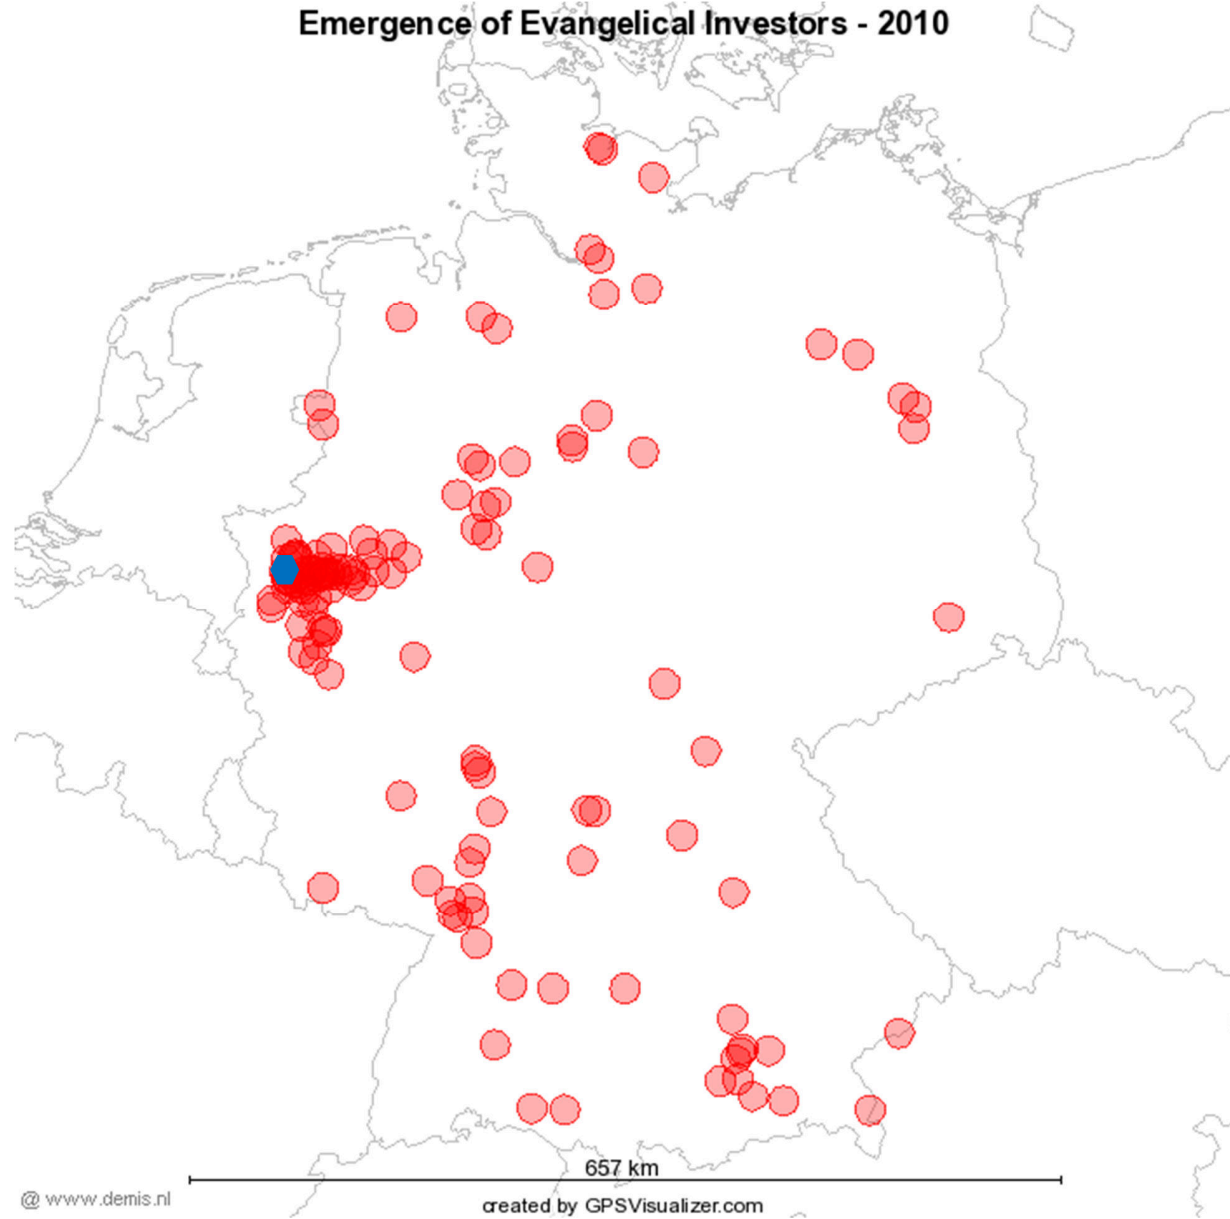 Emergence of Evangelical Investors - 2010
657 km
@ www.demis.nl
created by GPSVisualizer.com